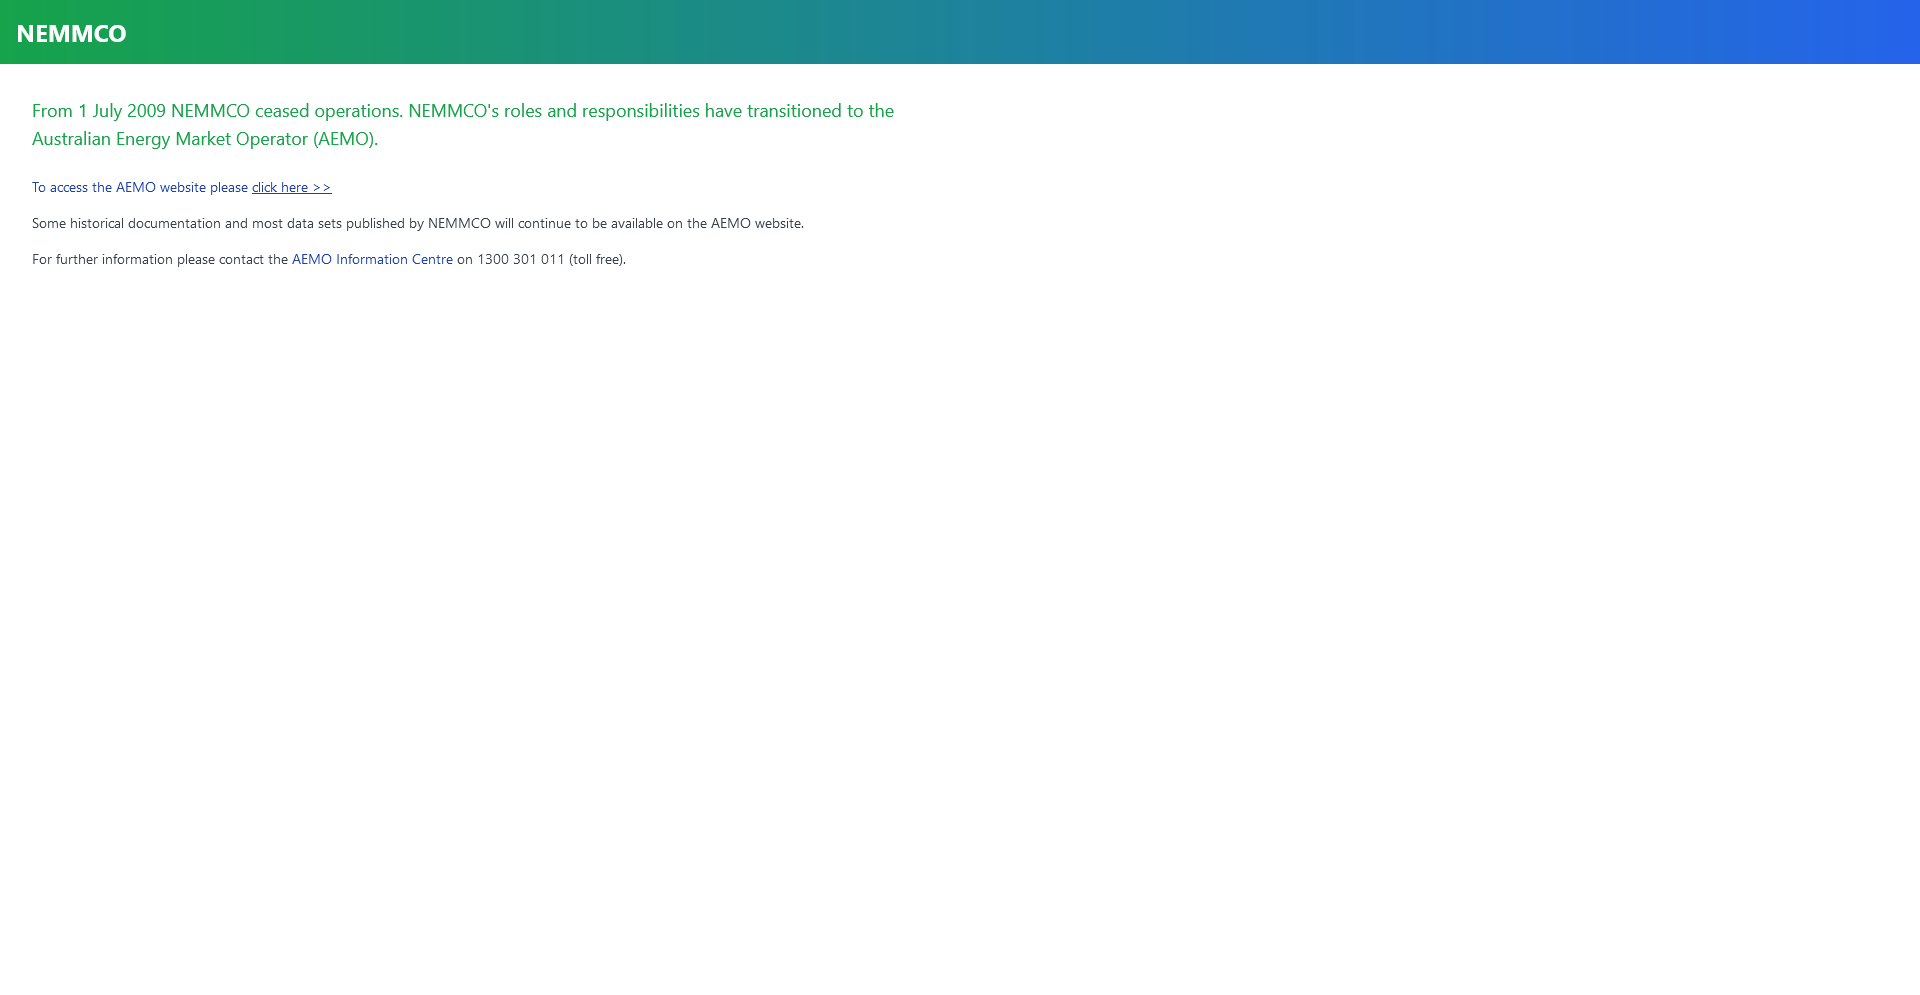 NEMMCO
From 1 July 2009 NEMMCO ceased operations. NEMMCO's roles and responsibilities have transitioned to the
Australian Energy Market Operator (AEMO).
To access the AEMO website please click here >>
Some historical documentation and most data sets published by NEMMCO will continue to be available on the AEMO website.
For further information please contact the AEMO Information Centre on 1300 301 011 (toll free).